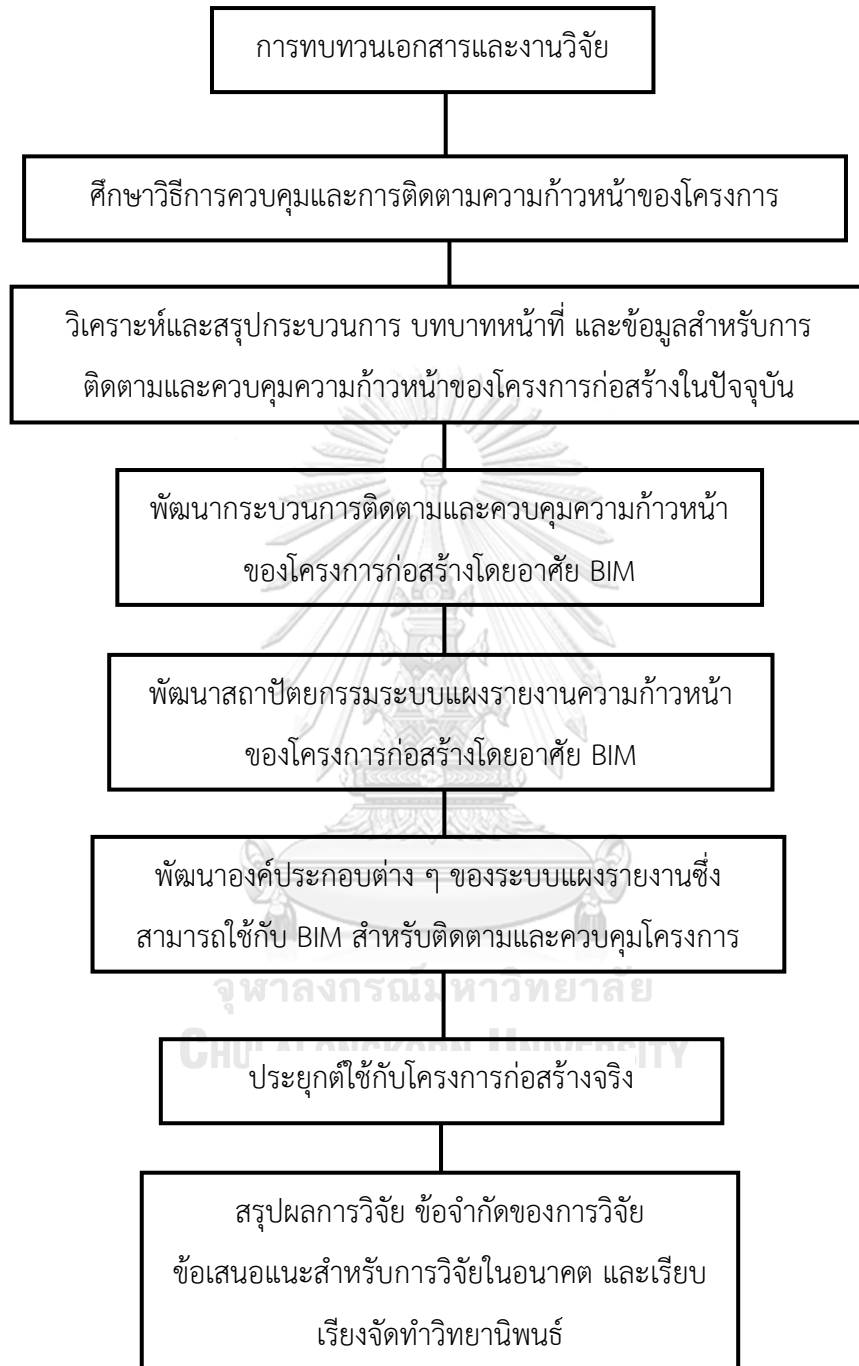 การทบทวนเอกสารและงานวิจัย
ศึกษาวิธีการควบคุมและการติดตามความก้าวหน้าของโครงการ
วิเคราะห์และสรุปกระบวนการ บทบาทหน้าที่ และข้อมูลสำหรับการ
ติดตามและควบคุมความก้าวหน้าของโครงการก่อสร้างในปัจจุบัน
พัฒนากระบวนการติดตามและควบคุมความก้าวหน้า
ของโครงการก่อสร้างโดยอาศัย BIM
พัฒนาสถาปัตยกรรมระบบแผงรายงานความก้าวหน้า
ของโครงการก่อสร้างโดยอาศัย BIM
พัฒนาองค์ประกอบต่าง ๆ ของระบบแผงรายงานซึ่ง
สามารถใช้กับ BIM สำหรับติดตามและควบคุมโครงการ
จุฬาลงกรณ์มหาวิทยาลัย
CHULALONGKORN UNIVERSITY
ประยุกต์ใช้กับโครงการก่อสร้างจริง
สรุปผลการวิจัย ข้อจำกัดของการวิจัย
ข้อเสนอแนะสำหรับการวิจัยในอนาคต และเรียบ
เรียงจัดทำวิทยานิพนธ์